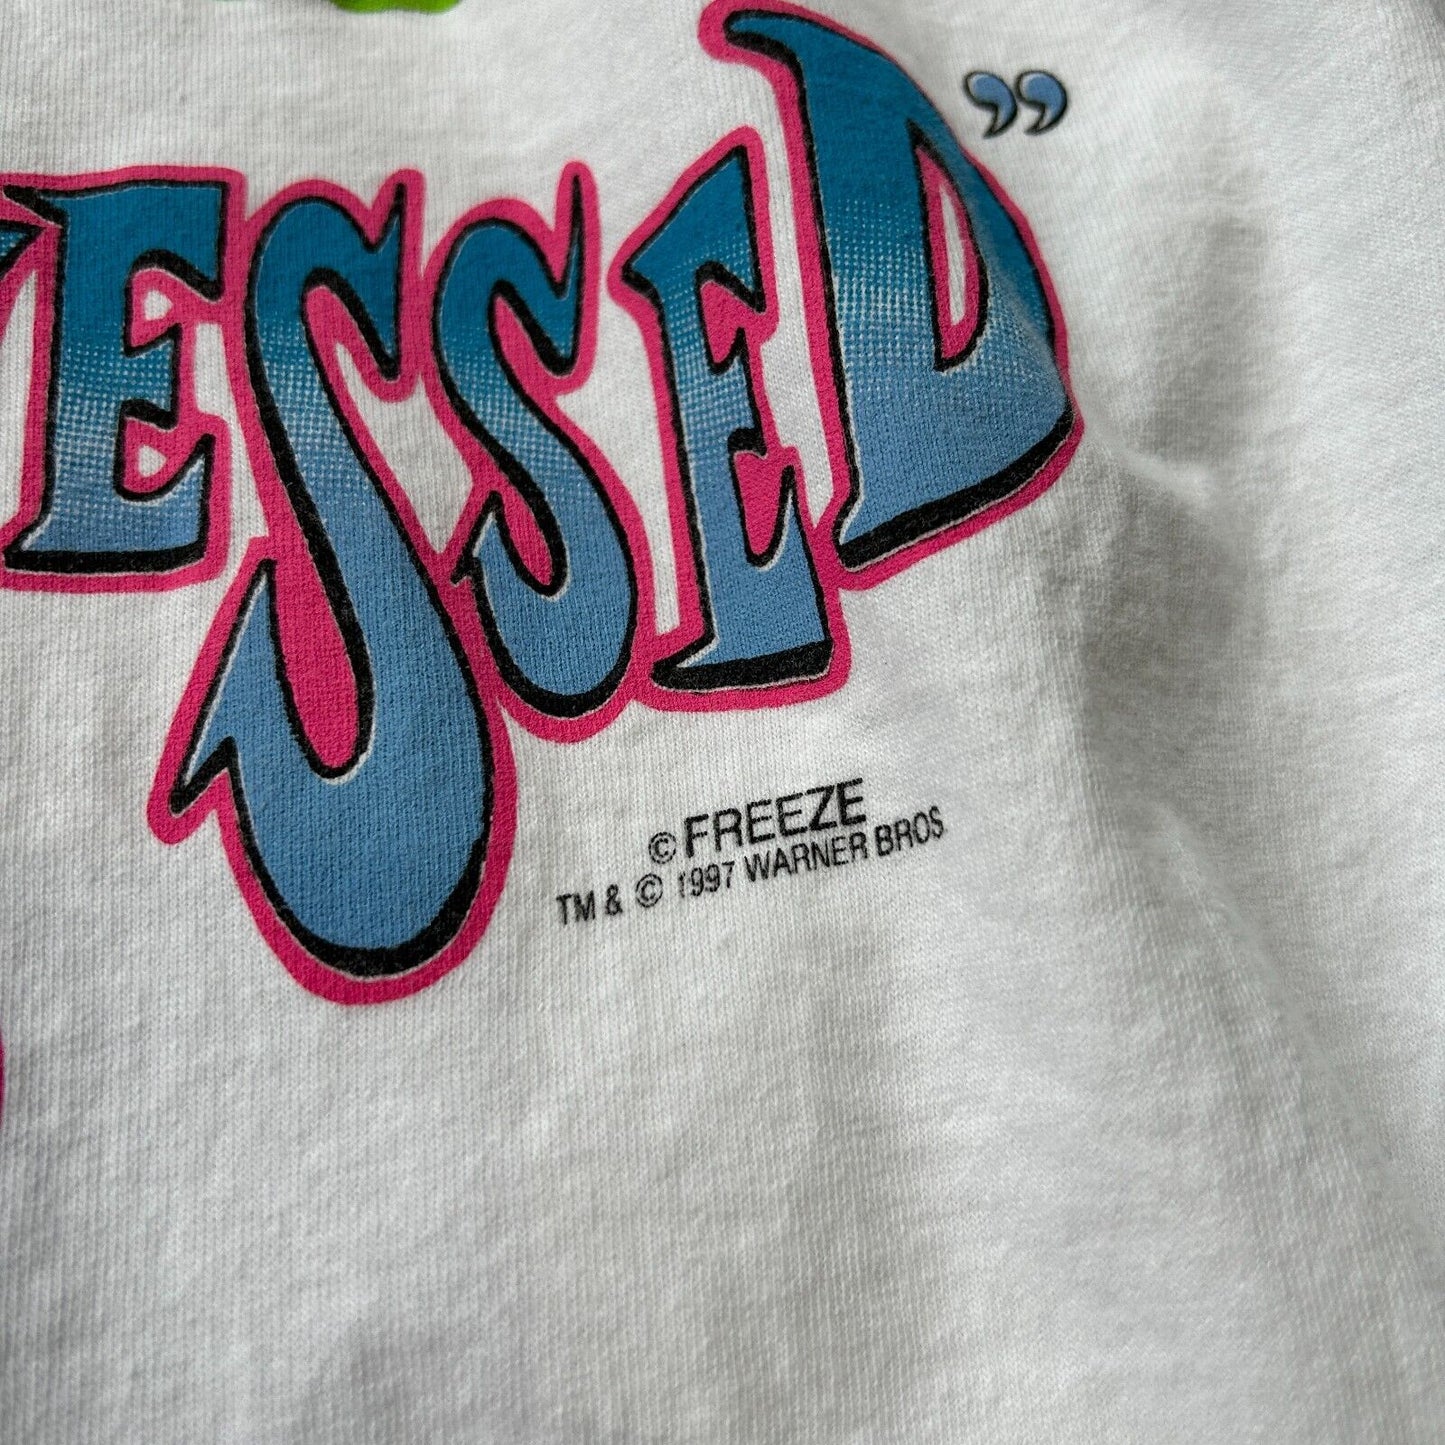 ESSED”
© FREEZE
TM & © 1997 WARNER BROS